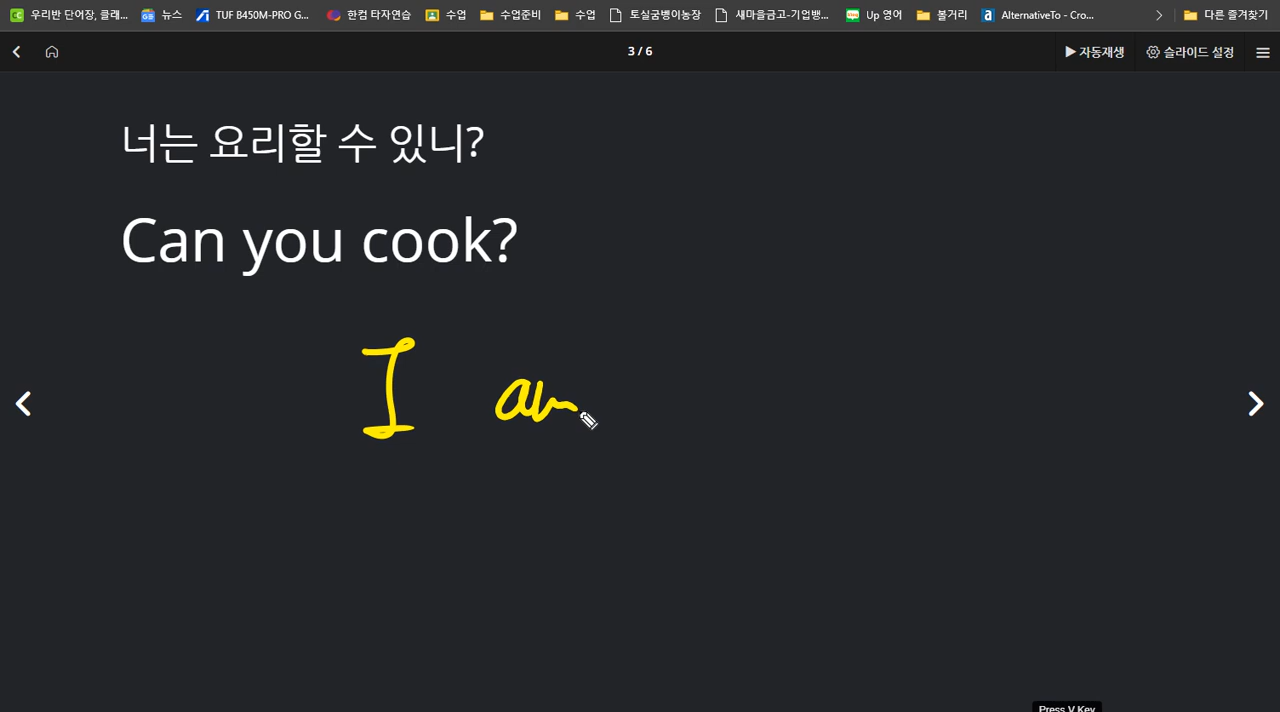 우리반 단어장, 클래... 뉴스 TUF B450M-PRO G... 한컴 타자연습 수업 수업준비 수업 토실굼벵이농장 새마을금고-기업뱅... Up 영어 볼거리 AlternativeTo - Cro... 다른 즐겨찾기
3 / 6 자동재생 슬라이드 설정
너는 요리할 수 있니?
Can you cook?
I am
Press V Key